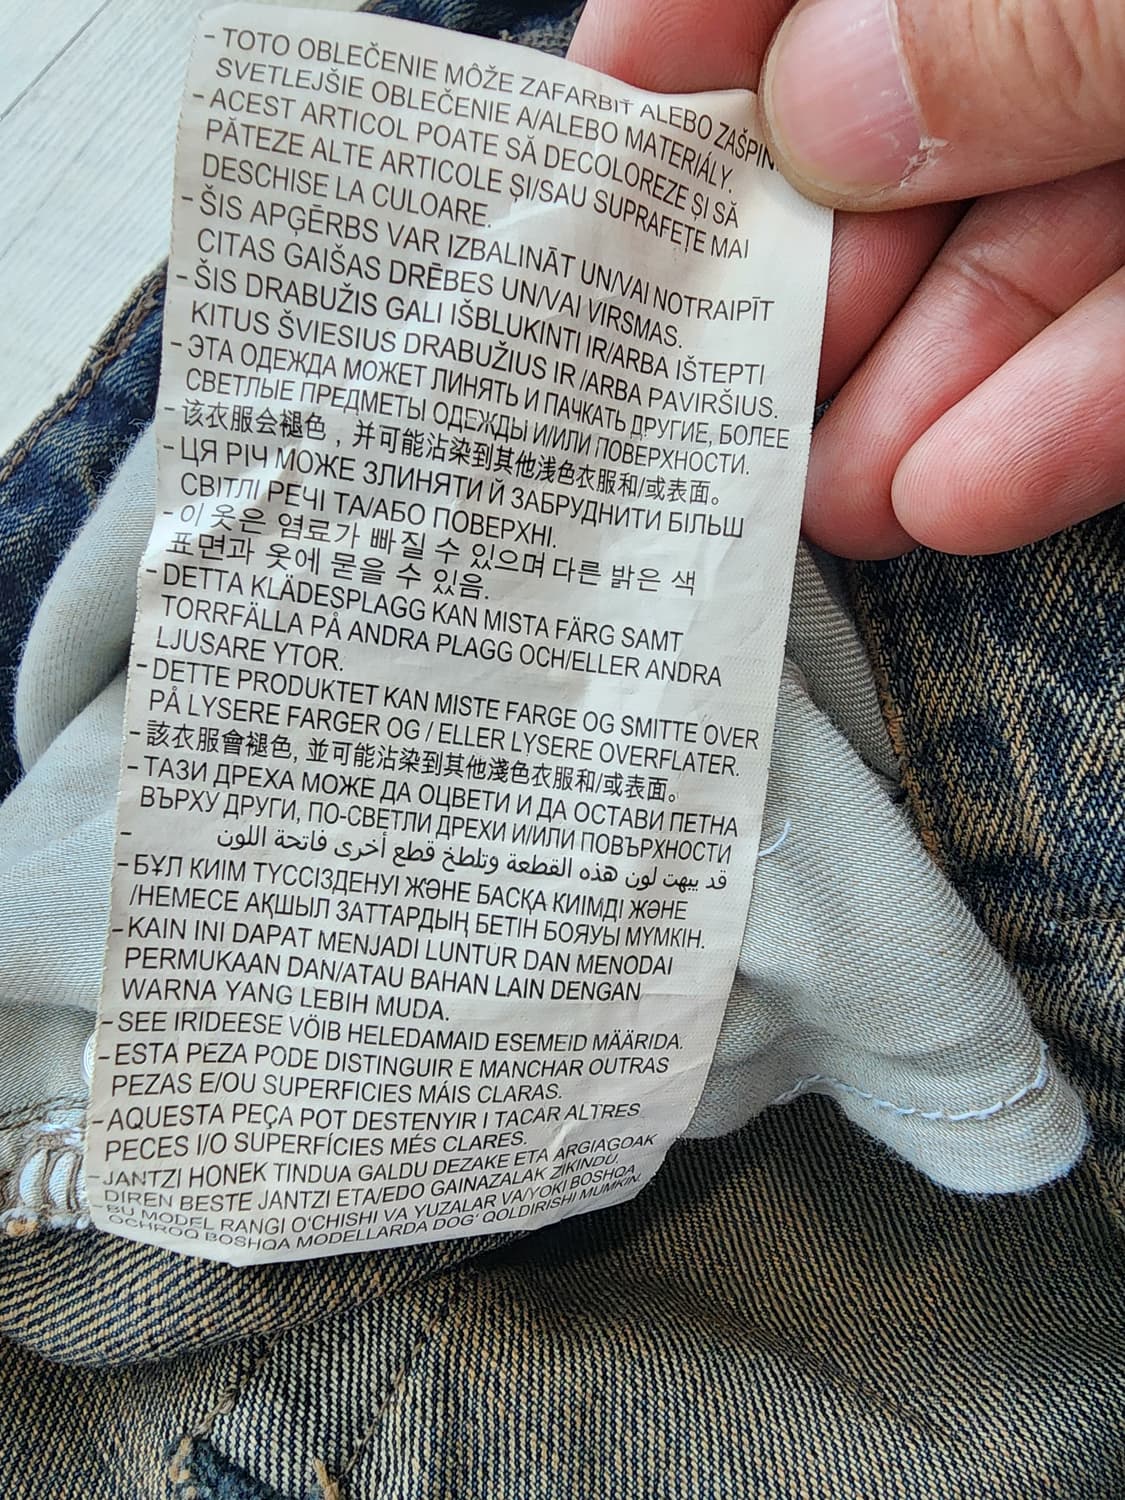 - TOTO OBLEČENIE MÔŽE ZAFARBIŤ ALEBO ZAŠPIN
SVETLEJŠIE OBLEČENIE A/ALEBO MATERIÁLY.
- ACEST ARTICOL POATE SĂ DECOLOREZE ȘI SĂ
PĂTEZE ALTE ARTICOLE ȘI/SAU SUPRAFEȚE MAI
DESCHISE LA CULOARE.
- ŠIS APĢĒRBS VAR IZBALINĀT UN/VAI NOTRAIPĪT
CITAS GAIŠAS DRĒBES UN/VAI VIRSMAS.
- ŠIS DRABUŽIS GALI IŠBLUKINTI IR/ARBA IŠTEPTI
KITUS ŠVIESIUS DRABUŽIUS IR /ARBA PAVIRŠIUS.
- ЭТА ОДЕЖДА МОЖЕТ ЛИНЯТЬ И ПАЧКАТЬ ДРУГИЕ, БОЛЕЕ
СВЕТЛЫЕ ПРЕДМЕТЫ ОДЕЖДЫ И/ИЛИ ПОВЕРХНОСТИ.
- 该衣服会褪色，并可能沾染到其他浅色衣服和/或表面。
- ЦЯ РІЧ МОЖЕ ЗЛИНЯТИ Й ЗАБРУДНИТИ БІЛЬШ
СВІТЛІ РЕЧІ ТА/АБО ПОВЕРХНІ.
- 이 옷은 염료가 빠질 수 있으며 다른 밝은 색
표면과 옷에 묻을 수 있음.
- DETTA KLÄDESPLAGG KAN MISTA FÄRG SAMT
TORRFÄLLA PÅ ANDRA PLAGG OCH/ELLER ANDRA
LJUSARE YTOR.
- DETTE PRODUKTET KAN MISTE FARGE OG SMITTE OVER
PÅ LYSERE FARGER OG / ELLER LYSERE OVERFLATER.
- 該衣服會褪色, 並可能沾染到其他淺色衣服和/或表面。
- ТАЗИ ДРЕХА МОЖЕ ДА ОЦВЕТИ И ДА ОСТАВИ ПЕТНА
ВЪРХУ ДРУГИ, ПО-СВЕТЛИ ДРЕХИ И/ИЛИ ПОВЪРХНОСТИ
- قد يبهت لون هذه القطعة وتلطخ قطع أخرى فاتحة اللون
- БҰЛ КИІМ ТҮССІЗДЕНУІ ЖӘНЕ БАСҚА КИІМДІ ЖӘНЕ
/НЕМЕСЕ АҚШЫЛ ЗАТТАРДЫҢ БЕТІН БОЯУЫ МҮМКІН.
- KAIN INI DAPAT MENJADI LUNTUR DAN MENODAI
PERMUKAAN DAN/ATAU BAHAN LAIN DENGAN
WARNA YANG LEBIH MUDA.
- SEE IRIDEESE VÖIB HELEDAMAID ESEMEID MÄÄRIDA.
- ESTA PEZA PODE DISTINGUIR E MANCHAR OUTRAS
PEZAS E/OU SUPERFICIES MÁIS CLARAS.
- AQUESTA PEÇA POT DESTENYIR I TACAR ALTRES
PECES I/O SUPERFÍCIES MÉS CLARES.
- JANTZI HONEK TINDUA GALDU DEZAKE ETA ARGIAGOAK
DIREN BESTE JANTZI ETA/EDO GAINAZALAK ZIKINDU.
- BU MODEL RANGI O'CHISHI VA YUZALAR VA/YOKI BOSHQA
OCHROQ BOSHQA MODELLARDA DOG' QOLDIRISHI MUMKIN.